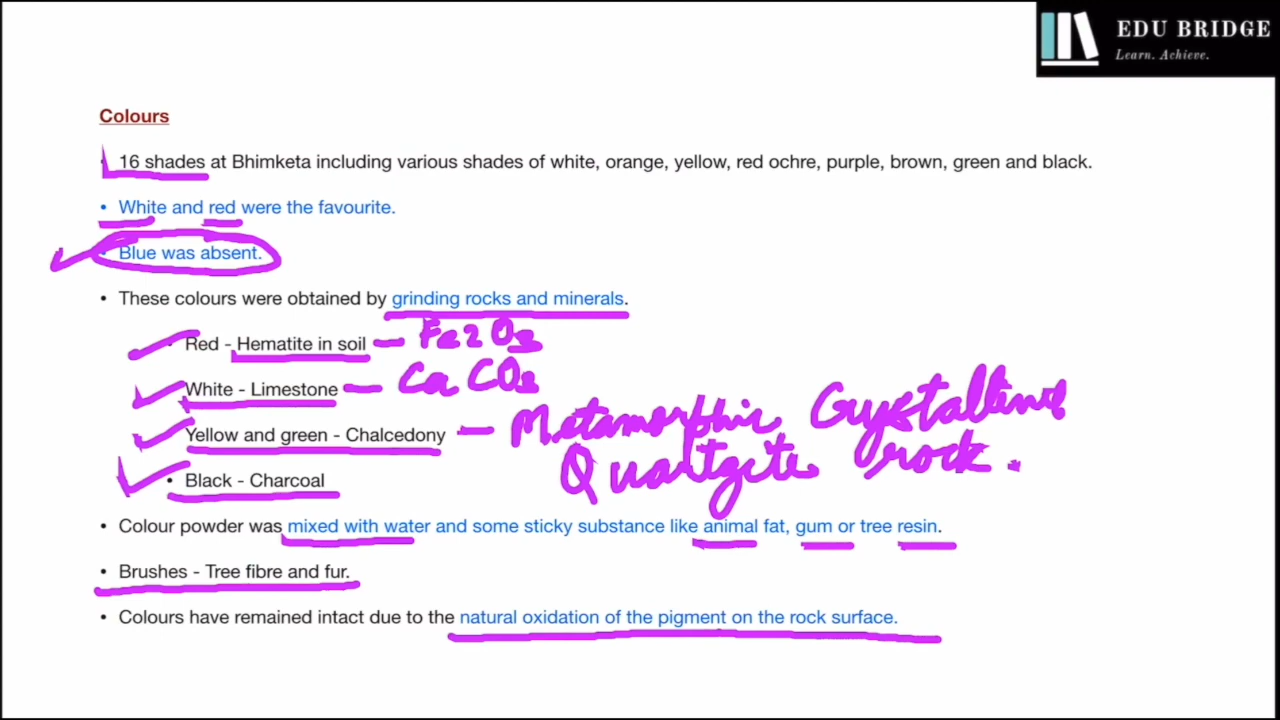 EDU BRIDGE
Learn. Achieve.
Colours
• 16 shades at Bhimketa including various shades of white, orange, yellow, red ochre, purple, brown, green and black.
• White and red were the favourite.
• Blue was absent.
• These colours were obtained by grinding rocks and minerals.
• Red - Hematite in soil — Fe2O3
White - Limestone — CaCO3
Yellow and green - Chalcedony — Metamorphic Crystalline
Quartzite rock.
• Black - Charcoal
• Colour powder was mixed with water and some sticky substance like animal fat, gum or tree resin.
• Brushes - Tree fibre and fur.
• Colours have remained intact due to the natural oxidation of the pigment on the rock surface.